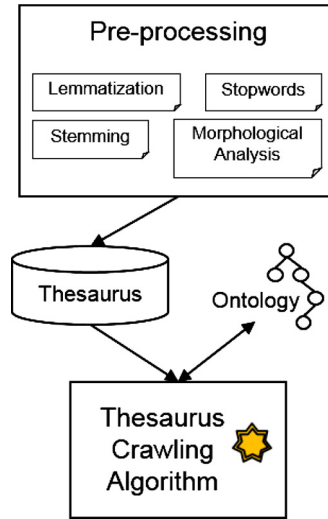 Pre-processing
Lemmatization
Stopwords
Stemming
Morphological
Analysis
Thesaurus
Ontology
Thesaurus
Crawling
Algorithm